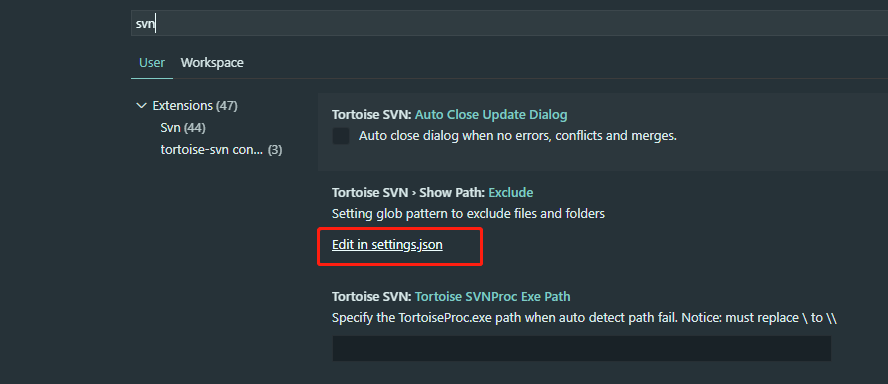 svn
User Workspace
Extensions (47)
Svn (44)
tortoise-svn con... (3)
Tortoise SVN: Auto Close Update Dialog
Auto close dialog when no errors, conflicts and merges.
Tortoise SVN › Show Path: Exclude
Setting glob pattern to exclude files and folders
Edit in settings.json
Tortoise SVN: Tortoise SVNProc Exe Path
Specify the TortoiseProc.exe path when auto detect path fail. Notice: must replace \ to \\